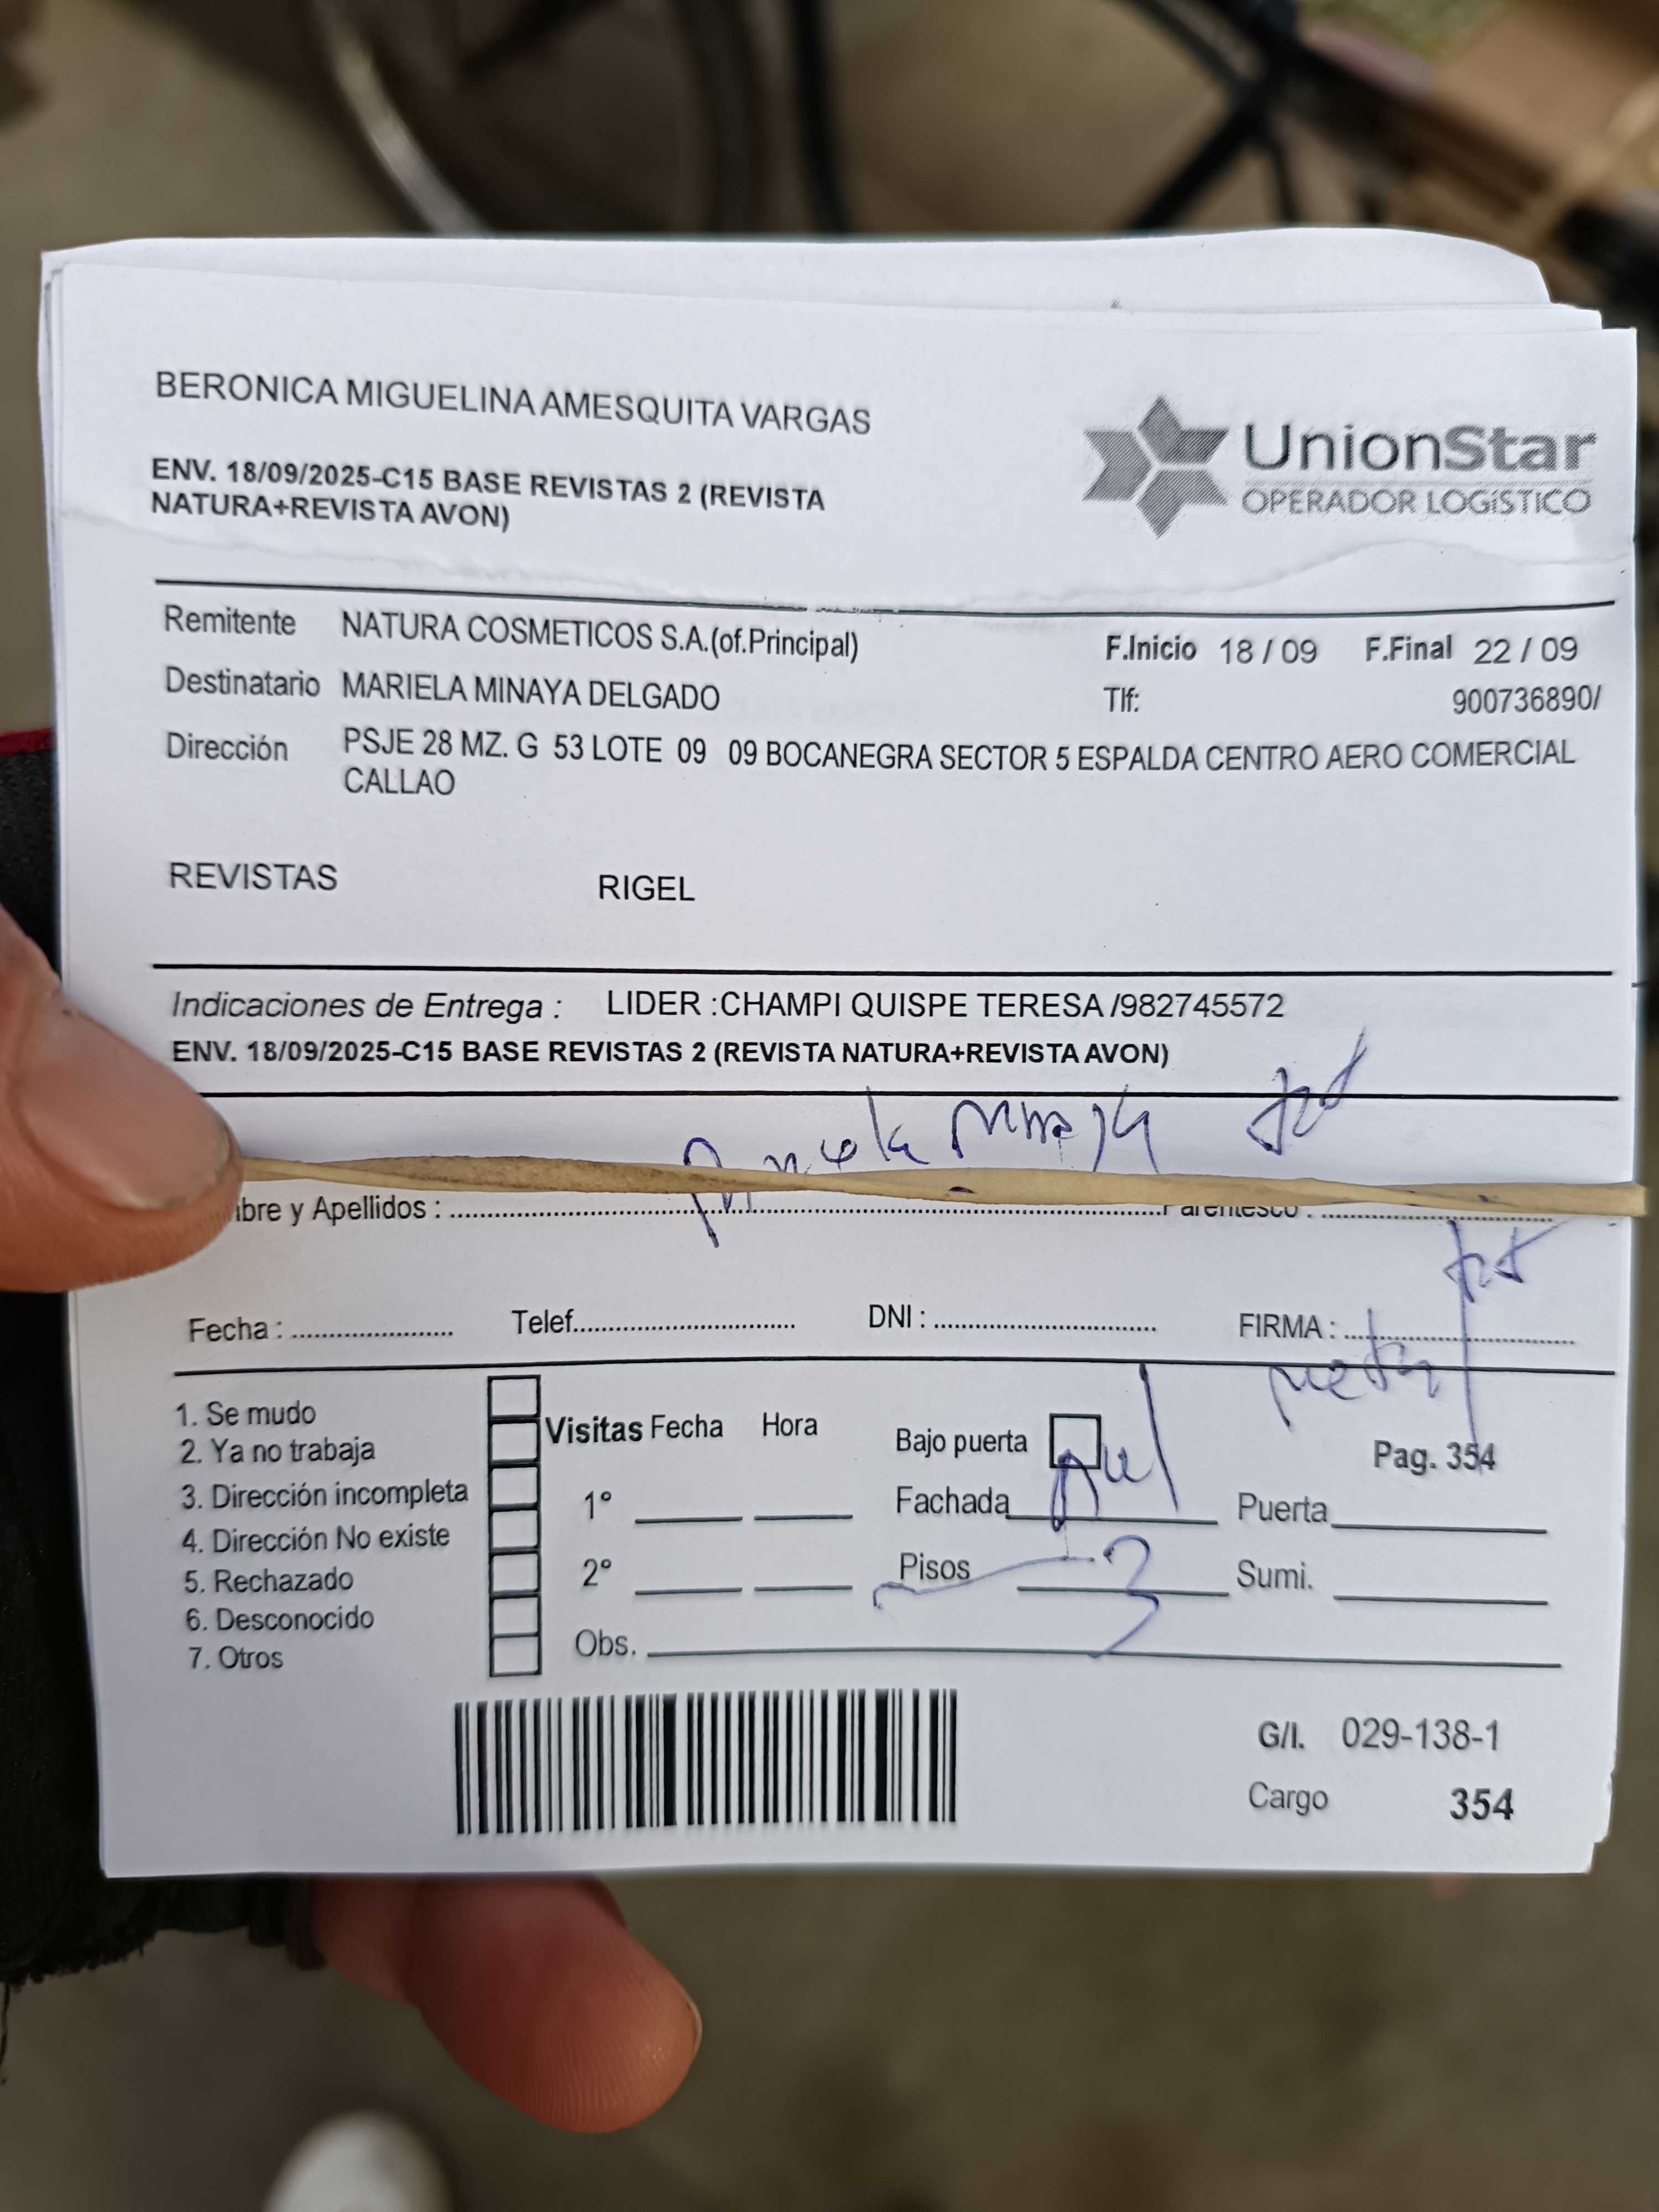 BERONICA MIGUELINA AMESQUITA VARGAS
ENV. 18/09/2025-C15 BASE REVISTAS 2 (REVISTA
NATURA+REVISTA AVON)
UnionStar
OPERADOR LOGíSTICO
Remitente NATURA COSMETICOS S.A.(of.Principal) F.Inicio 18 / 09 F.Final 22 / 09
Destinatario MARIELA MINAYA DELGADO Tlf: 900736890/
Dirección PSJE 28 MZ. G 53 LOTE 09 09 BOCANEGRA SECTOR 5 ESPALDA CENTRO AERO COMERCIAL
CALLAO
REVISTAS RIGEL
Indicaciones de Entrega : LIDER :CHAMPI QUISPE TERESA /982745572
ENV. 18/09/2025-C15 BASE REVISTAS 2 (REVISTA NATURA+REVISTA AVON)
bre y Apellidos : Parentesco :
Fecha : Telef. DNI : FIRMA :
1. Se mudo
2. Ya no trabaja
3. Dirección incompleta
4. Dirección No existe
5. Rechazado
6. Desconocido
7. Otros
Visitas Fecha Hora
1°
2°
Obs.
Bajo puerta
Pag. 354
Fachada Puerta
Pisos 3 Sumi.
G/I. 029-138-1
Cargo 354